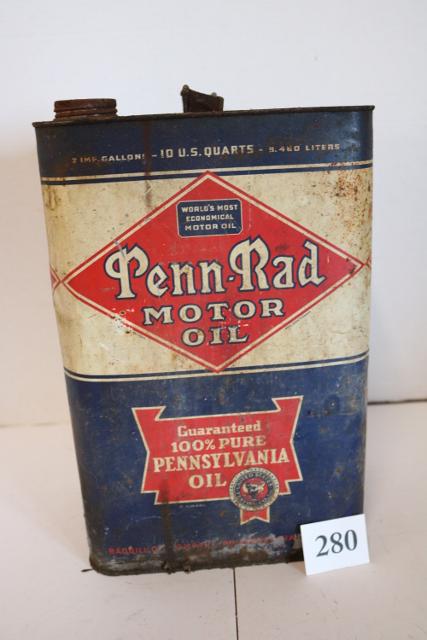 2 IMP. GALLONS - 10 U.S. QUARTS - 9.460 LITERS
WORLD'S MOST
ECONOMICAL
MOTOR OIL
Penn-Rad
MOTOR
OIL
Guaranteed
100% PURE
PENNSYLVANIA
OIL
280